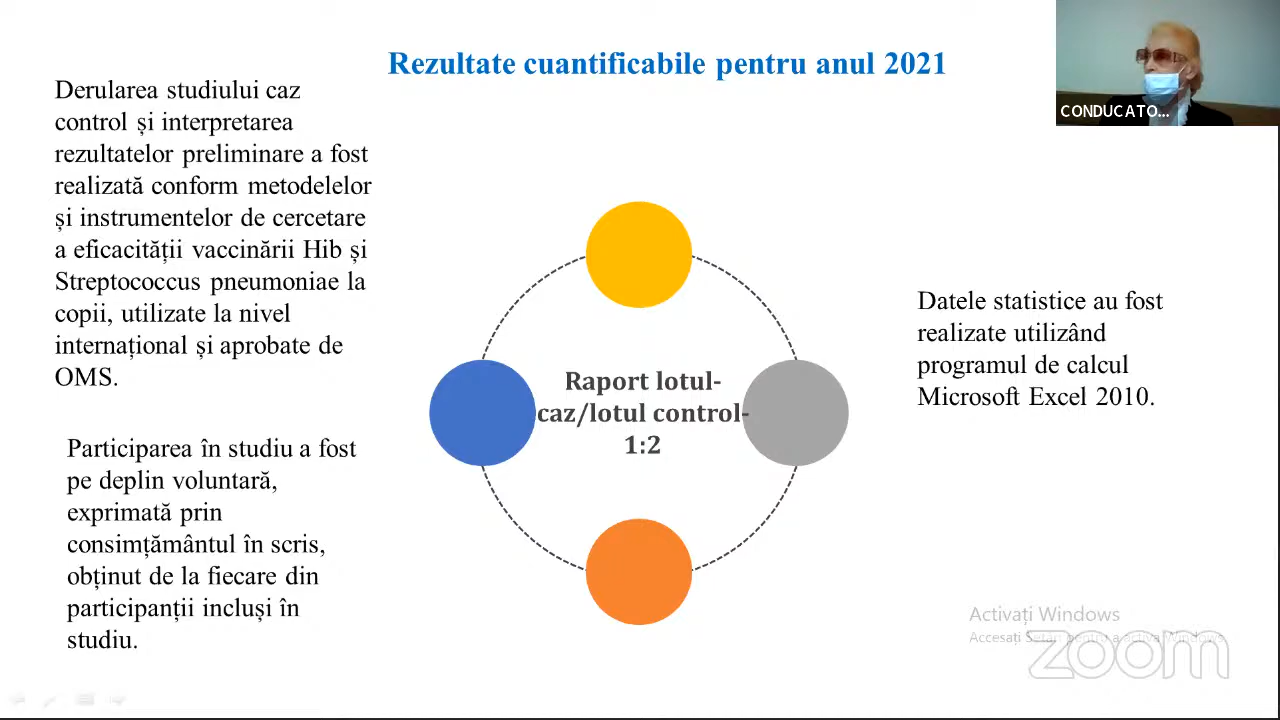 Rezultate cuantificabile pentru anul 2021
CONDUCATO...
Derularea studiului caz
control și interpretarea
rezultatelor preliminare a fost
realizată conform metodelelor
și instrumentelor de cercetare
a eficacității vaccinării Hib și
Streptococcus pneumoniae la
copii, utilizate la nivel
internațional și aprobate de
OMS.
Participarea în studiu a fost
pe deplin voluntară,
exprimată prin
consimțământul în scris,
obținut de la fiecare din
participanții incluși în
studiu.
Raport lotul-
caz/lotul control-
1:2
Datele statistice au fost
realizate utilizând
programul de calcul
Microsoft Excel 2010.
Activați Windows
Accesați Setări pentru a activa Windows.
zoom